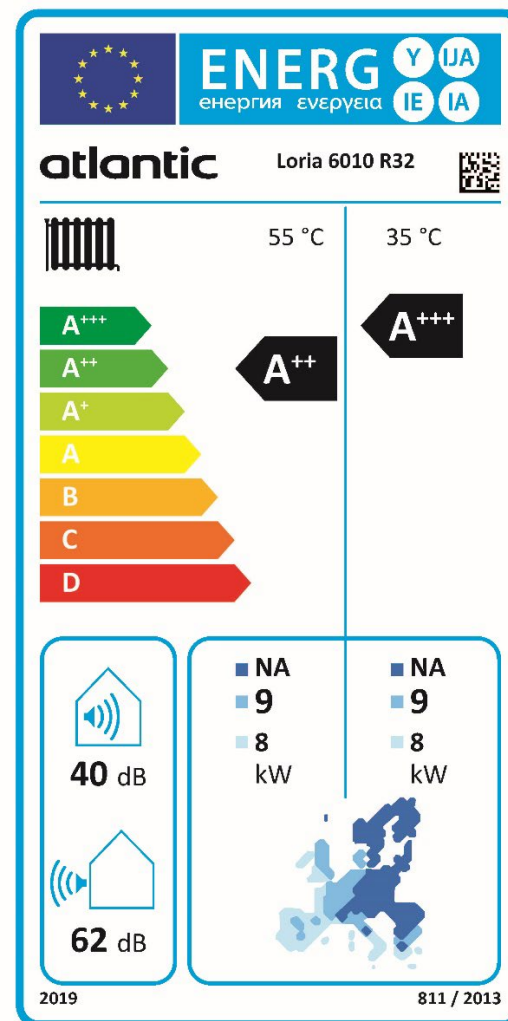 ENERG Y IJA
енергия ενεργεια IE IA
atlantic Loria 6010 R32
55 °C 35 °C
A+++ A+++
A++ A++
A+
A
B
C
D
NA NA
9 9
8 8
kW kW
40 dB
62 dB
2019 811 / 2013